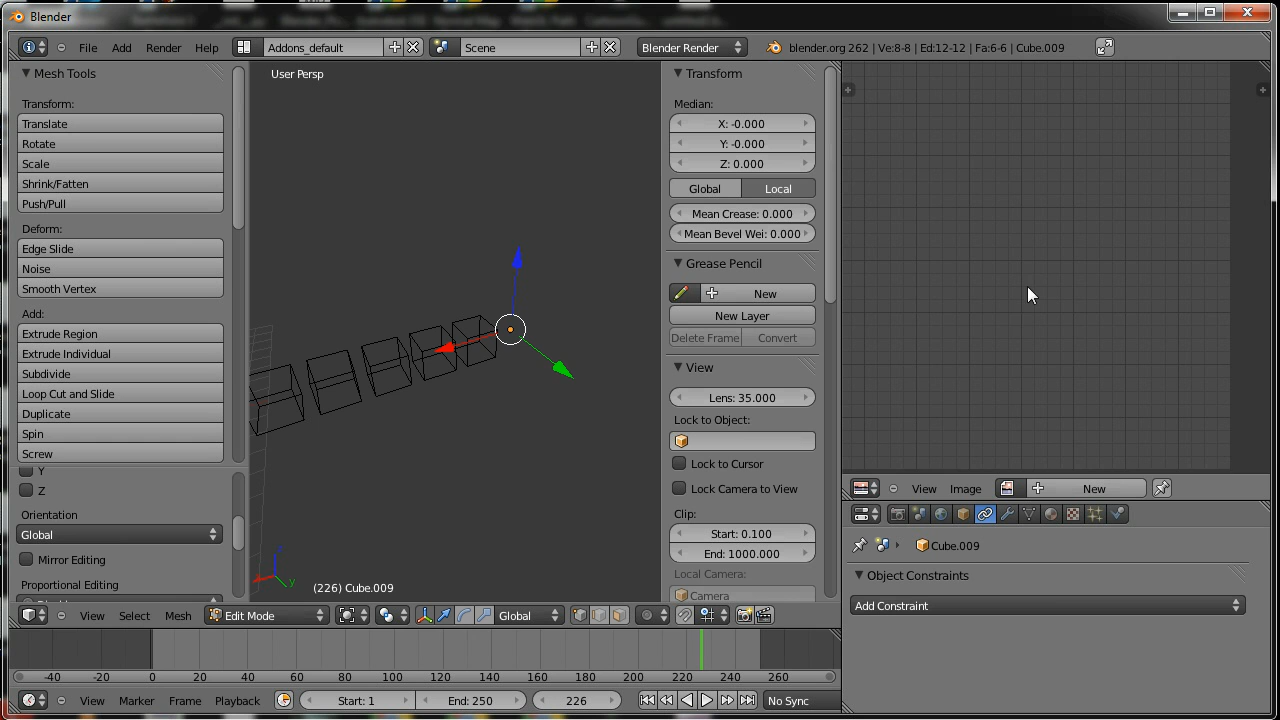 Blender
File Add Render Help Addons_default Scene Blender Render blender.org 262 | Ve:8-8 | Ed:12-12 | Fa:6-6 | Cube.009
Mesh Tools
Transform:
Translate
Rotate
Scale
Shrink/Fatten
Push/Pull
Deform:
Edge Slide
Noise
Smooth Vertex
Add:
Extrude Region
Extrude Individual
Subdivide
Loop Cut and Slide
Duplicate
Spin
Screw
Y
Z
Orientation
Global
Mirror Editing
Proportional Editing
User Persp
(226) Cube.009
y
Transform
Median:
X: -0.000
Y: -0.000
Z: 0.000
Global Local
Mean Crease: 0.000
Mean Bevel Wei: 0.000
Grease Pencil
New
New Layer
Delete Frame Convert
View
Lens: 35.000
Lock to Object:
Lock to Cursor
Lock Camera to View
Clip:
Start: 0.100
End: 1000.000
Local Camera:
Camera
View Select Mesh Edit Mode Global
-40 -20 0 20 40 60 80 100 120 140 160 180 200 220 240 260
View Marker Frame Playback Start: 1 End: 250 226 No Sync
View Image New
Cube.009
Object Constraints
Add Constraint